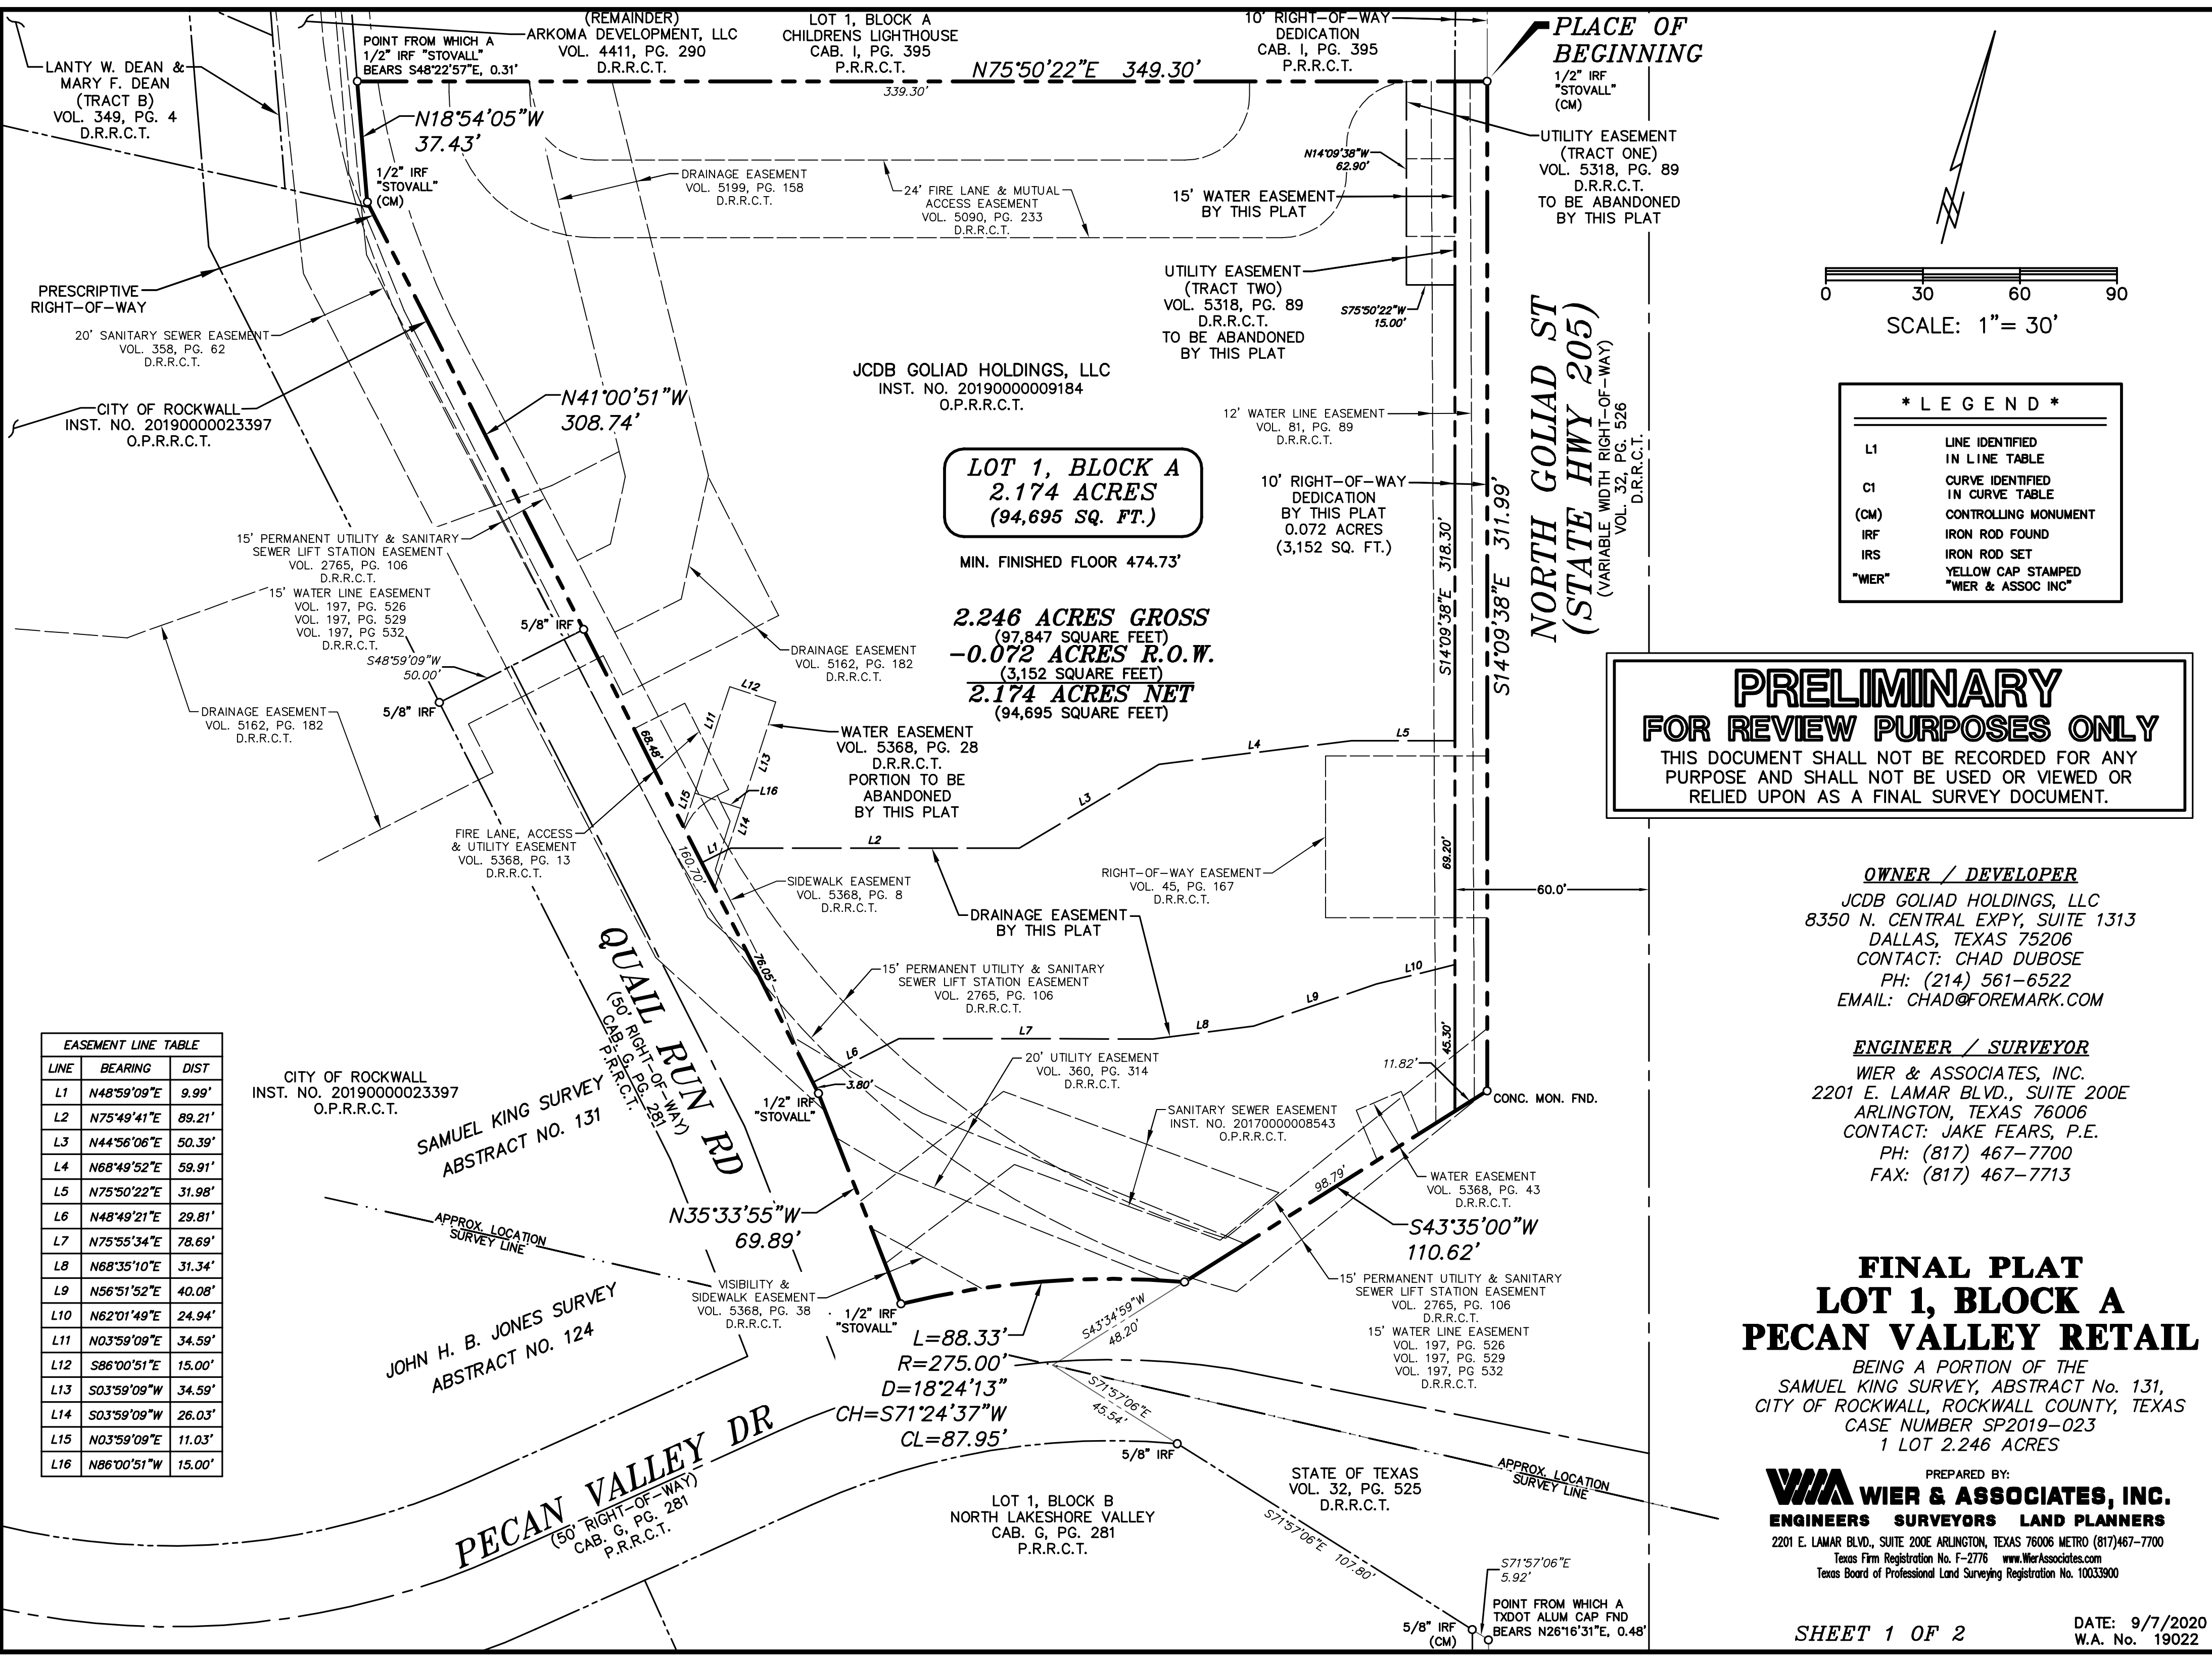 LANTY W. DEAN &
MARY F. DEAN
(TRACT B)
VOL. 349, PG. 4
D.R.R.C.T.
POINT FROM WHICH A
1/2" IRF "STOVALL"
BEARS S48°22'57"E, 0.31'
(REMAINDER)
ARKOMA DEVELOPMENT, LLC
VOL. 4411, PG. 290
D.R.R.C.T.
LOT 1, BLOCK A
CHILDRENS LIGHTHOUSE
CAB. I, PG. 395
P.R.R.C.T.
N75°50'22"E 349.30'
339.30'
10' RIGHT-OF-WAY
DEDICATION
CAB. I, PG. 395
P.R.R.C.T.
PLACE OF
BEGINNING
1/2" IRF
"STOVALL"
(CM)
N18°54'05"W
37.43'
1/2" IRF
"STOVALL"
(CM)
DRAINAGE EASEMENT
VOL. 5199, PG. 158
D.R.R.C.T.
24' FIRE LANE & MUTUAL
ACCESS EASEMENT
VOL. 5090, PG. 233
D.R.R.C.T.
N14°09'38"W
62.90'
15' WATER EASEMENT
BY THIS PLAT
UTILITY EASEMENT
(TRACT ONE)
VOL. 5318, PG. 89
D.R.R.C.T.
TO BE ABANDONED
BY THIS PLAT
UTILITY EASEMENT
(TRACT TWO)
VOL. 5318, PG. 89
D.R.R.C.T.
TO BE ABANDONED
BY THIS PLAT
S75°50'22"W
15.00'
PRESCRIPTIVE
RIGHT-OF-WAY
20' SANITARY SEWER EASEMENT
VOL. 358, PG. 62
D.R.R.C.T.
CITY OF ROCKWALL
INST. NO. 20190000023397
O.P.R.R.C.T.
N41°00'51"W
308.74'
JCDB GOLIAD HOLDINGS, LLC
INST. NO. 20190000009184
O.P.R.R.C.T.
LOT 1, BLOCK A
2.174 ACRES
(94,695 SQ. FT.)
MIN. FINISHED FLOOR 474.73'
2.246 ACRES GROSS
(97,847 SQUARE FEET)
-0.072 ACRES R.O.W.
(3,152 SQUARE FEET)
2.174 ACRES NET
(94,695 SQUARE FEET)
12' WATER LINE EASEMENT
VOL. 81, PG. 89
D.R.R.C.T.
10' RIGHT-OF-WAY
DEDICATION
BY THIS PLAT
0.072 ACRES
(3,152 SQ. FT.)
S14°09'38"E 318.30'
S14°09'38"E 311.99'
NORTH GOLIAD ST
(STATE HWY 205)
(VARIABLE WIDTH RIGHT-OF-WAY)
VOL. 32, PG. 526
D.R.R.C.T.
0 30 60 90
SCALE: 1"= 30'
* L E G E N D *
L1 LINE IDENTIFIED
IN LINE TABLE
C1 CURVE IDENTIFIED
IN CURVE TABLE
(CM) CONTROLLING MONUMENT
IRF IRON ROD FOUND
IRS IRON ROD SET
"WIER" YELLOW CAP STAMPED
"WIER & ASSOC INC"
PRELIMINARY
FOR REVIEW PURPOSES ONLY
THIS DOCUMENT SHALL NOT BE RECORDED FOR ANY
PURPOSE AND SHALL NOT BE USED OR VIEWED OR
RELIED UPON AS A FINAL SURVEY DOCUMENT.
15' PERMANENT UTILITY & SANITARY
SEWER LIFT STATION EASEMENT
VOL. 2765, PG. 106
D.R.R.C.T.
15' WATER LINE EASEMENT
VOL. 197, PG. 526
VOL. 197, PG. 529
VOL. 197, PG 532
D.R.R.C.T.
5/8" IRF
S48°59'09"W
50.00'
5/8" IRF
DRAINAGE EASEMENT
VOL. 5162, PG. 182
D.R.R.C.T.
DRAINAGE EASEMENT
VOL. 5162, PG. 182
D.R.R.C.T.
L12
L11
L13
L15
L16
L14
68.48'
WATER EASEMENT
VOL. 5368, PG. 28
D.R.R.C.T.
PORTION TO BE
ABANDONED
BY THIS PLAT
FIRE LANE, ACCESS
& UTILITY EASEMENT
VOL. 5368, PG. 13
D.R.R.C.T.
160.70'
L1
L2
L3
L4
L5
SIDEWALK EASEMENT
VOL. 5368, PG. 8
D.R.R.C.T.
DRAINAGE EASEMENT
BY THIS PLAT
RIGHT-OF-WAY EASEMENT
VOL. 45, PG. 167
D.R.R.C.T.
69.20'
60.0'
76.05'
15' PERMANENT UTILITY & SANITARY
SEWER LIFT STATION EASEMENT
VOL. 2765, PG. 106
D.R.R.C.T.
L6
L7
L8
L9
L10
45.30'
20' UTILITY EASEMENT
VOL. 360, PG. 314
D.R.R.C.T.
3.80'
1/2" IRF
"STOVALL"
11.82'
CONC. MON. FND.
SANITARY SEWER EASEMENT
INST. NO. 20170000008543
O.P.R.R.C.T.
WATER EASEMENT
VOL. 5368, PG. 43
D.R.R.C.T.
98.79'
S43°35'00"W
110.62'
QUAIL RUN RD
(50' RIGHT-OF-WAY)
CAB. G, PG. 281
P.R.R.C.T.
EASEMENT LINE TABLE
LINE BEARING DIST
L1 N48°59'09"E 9.99'
L2 N75°49'41"E 89.21'
L3 N44°56'06"E 50.39'
L4 N68°49'52"E 59.91'
L5 N75°50'22"E 31.98'
L6 N48°49'21"E 29.81'
L7 N75°55'34"E 78.69'
L8 N68°35'10"E 31.34'
L9 N56°51'52"E 40.08'
L10 N62°01'49"E 24.94'
L11 N03°59'09"E 34.59'
L12 S86°00'51"E 15.00'
L13 S03°59'09"W 34.59'
L14 S03°59'09"W 26.03'
L15 N03°59'09"E 11.03'
L16 N86°00'51"W 15.00'
CITY OF ROCKWALL
INST. NO. 20190000023397
O.P.R.R.C.T.
SAMUEL KING SURVEY
ABSTRACT NO. 131
APPROX. LOCATION
SURVEY LINE
JOHN H. B. JONES SURVEY
ABSTRACT NO. 124
N35°33'55"W
69.89'
VISIBILITY &
SIDEWALK EASEMENT
VOL. 5368, PG. 38
D.R.R.C.T.
1/2" IRF
"STOVALL"
L=88.33'
R=275.00'
D=18°24'13"
CH=S71°24'37"W
CL=87.95'
S43°34'59"W
48.20'
S71°57'06"E
45.54'
5/8" IRF
15' PERMANENT UTILITY & SANITARY
SEWER LIFT STATION EASEMENT
VOL. 2765, PG. 106
D.R.R.C.T.
15' WATER LINE EASEMENT
VOL. 197, PG. 526
VOL. 197, PG. 529
VOL. 197, PG 532
D.R.R.C.T.
PECAN VALLEY DR
(50' RIGHT-OF-WAY)
CAB. G, PG. 281
P.R.R.C.T.
LOT 1, BLOCK B
NORTH LAKESHORE VALLEY
CAB. G, PG. 281
P.R.R.C.T.
STATE OF TEXAS
VOL. 32, PG. 525
D.R.R.C.T.
APPROX. LOCATION
SURVEY LINE
S71°57'06"E 107.80'
S71°57'06"E
5.92'
5/8" IRF
(CM)
POINT FROM WHICH A
TXDOT ALUM CAP FND
BEARS N26°16'31"E, 0.48'
OWNER / DEVELOPER
JCDB GOLIAD HOLDINGS, LLC
8350 N. CENTRAL EXPY, SUITE 1313
DALLAS, TEXAS 75206
CONTACT: CHAD DUBOSE
PH: (214) 561-6522
EMAIL: CHAD@FOREMARK.COM
ENGINEER / SURVEYOR
WIER & ASSOCIATES, INC.
2201 E. LAMAR BLVD., SUITE 200E
ARLINGTON, TEXAS 76006
CONTACT: JAKE FEARS, P.E.
PH: (817) 467-7700
FAX: (817) 467-7713
FINAL PLAT
LOT 1, BLOCK A
PECAN VALLEY RETAIL
BEING A PORTION OF THE
SAMUEL KING SURVEY, ABSTRACT No. 131,
CITY OF ROCKWALL, ROCKWALL COUNTY, TEXAS
CASE NUMBER SP2019-023
1 LOT 2.246 ACRES
PREPARED BY:
WIER & ASSOCIATES, INC.
ENGINEERS SURVEYORS LAND PLANNERS
2201 E. LAMAR BLVD., SUITE 200E ARLINGTON, TEXAS 76006 METRO (817)467-7700
Texas Firm Registration No. F-2776 www.WierAssociates.com
Texas Board of Professional Land Surveying Registration No. 10033900
SHEET 1 OF 2
DATE: 9/7/2020
W.A. No. 19022